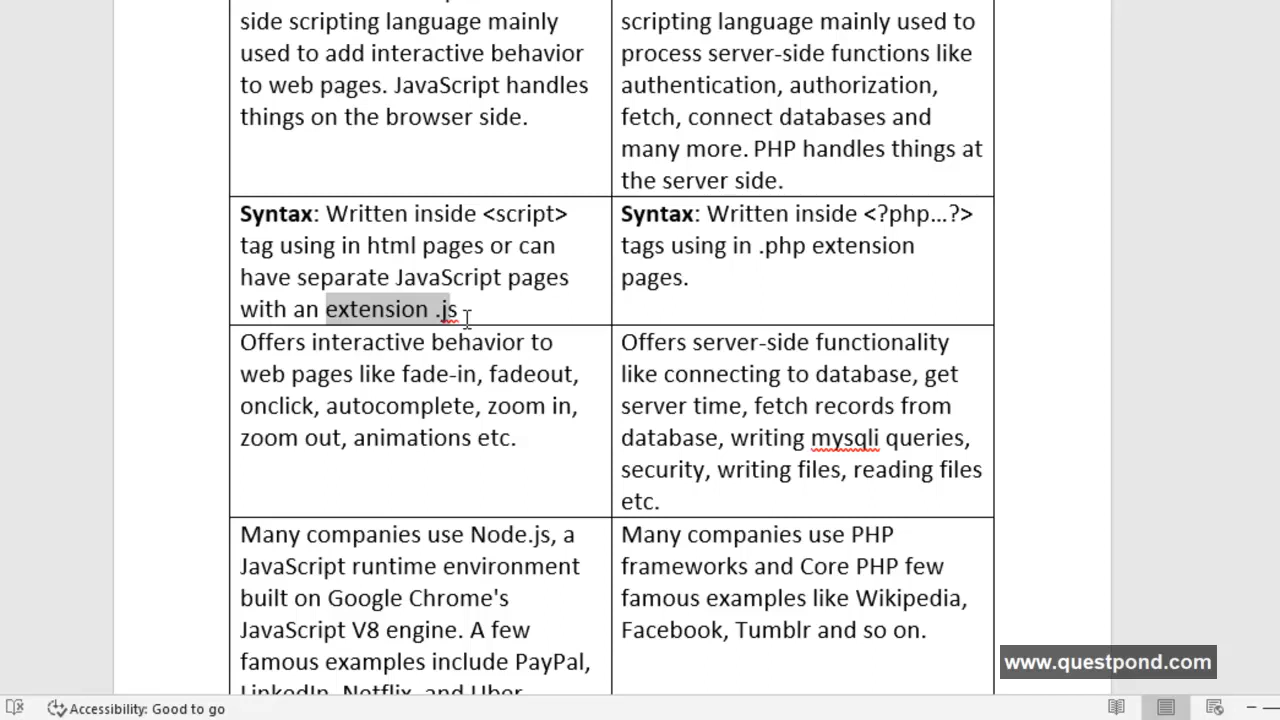 side scripting language mainly
used to add interactive behavior
to web pages. JavaScript handles
things on the browser side.
scripting language mainly used to
process server-side functions like
authentication, authorization,
fetch, connect databases and
many more. PHP handles things at
the server side.
Syntax: Written inside <script>
tag using in html pages or can
have separate JavaScript pages
with an extension .js
Syntax: Written inside <?php...?>
tags using in .php extension
pages.
Offers interactive behavior to
web pages like fade-in, fadeout,
onclick, autocomplete, zoom in,
zoom out, animations etc.
Offers server-side functionality
like connecting to database, get
server time, fetch records from
database, writing mysqli queries,
security, writing files, reading files
etc.
Many companies use Node.js, a
JavaScript runtime environment
built on Google Chrome's
JavaScript V8 engine. A few
famous examples include PayPal,
LinkedIn, Netflix, and Uber
Many companies use PHP
frameworks and Core PHP few
famous examples like Wikipedia,
Facebook, Tumblr and so on.
www.questpond.com
Accessibility: Good to go